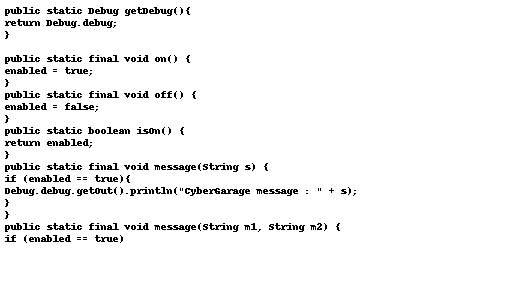 public static Debug getDebug(){
return Debug.debug;
}

public static final void on() {
enabled = true;
}
public static final void off() {
enabled = false;
}
public static boolean isOn() {
return enabled;
}
public static final void message(String s) {
if (enabled == true){
Debug.debug.getOut().println("CyberGarage message : " + s);
}
}
public static final void message(String m1, String m2) {
if (enabled == true)